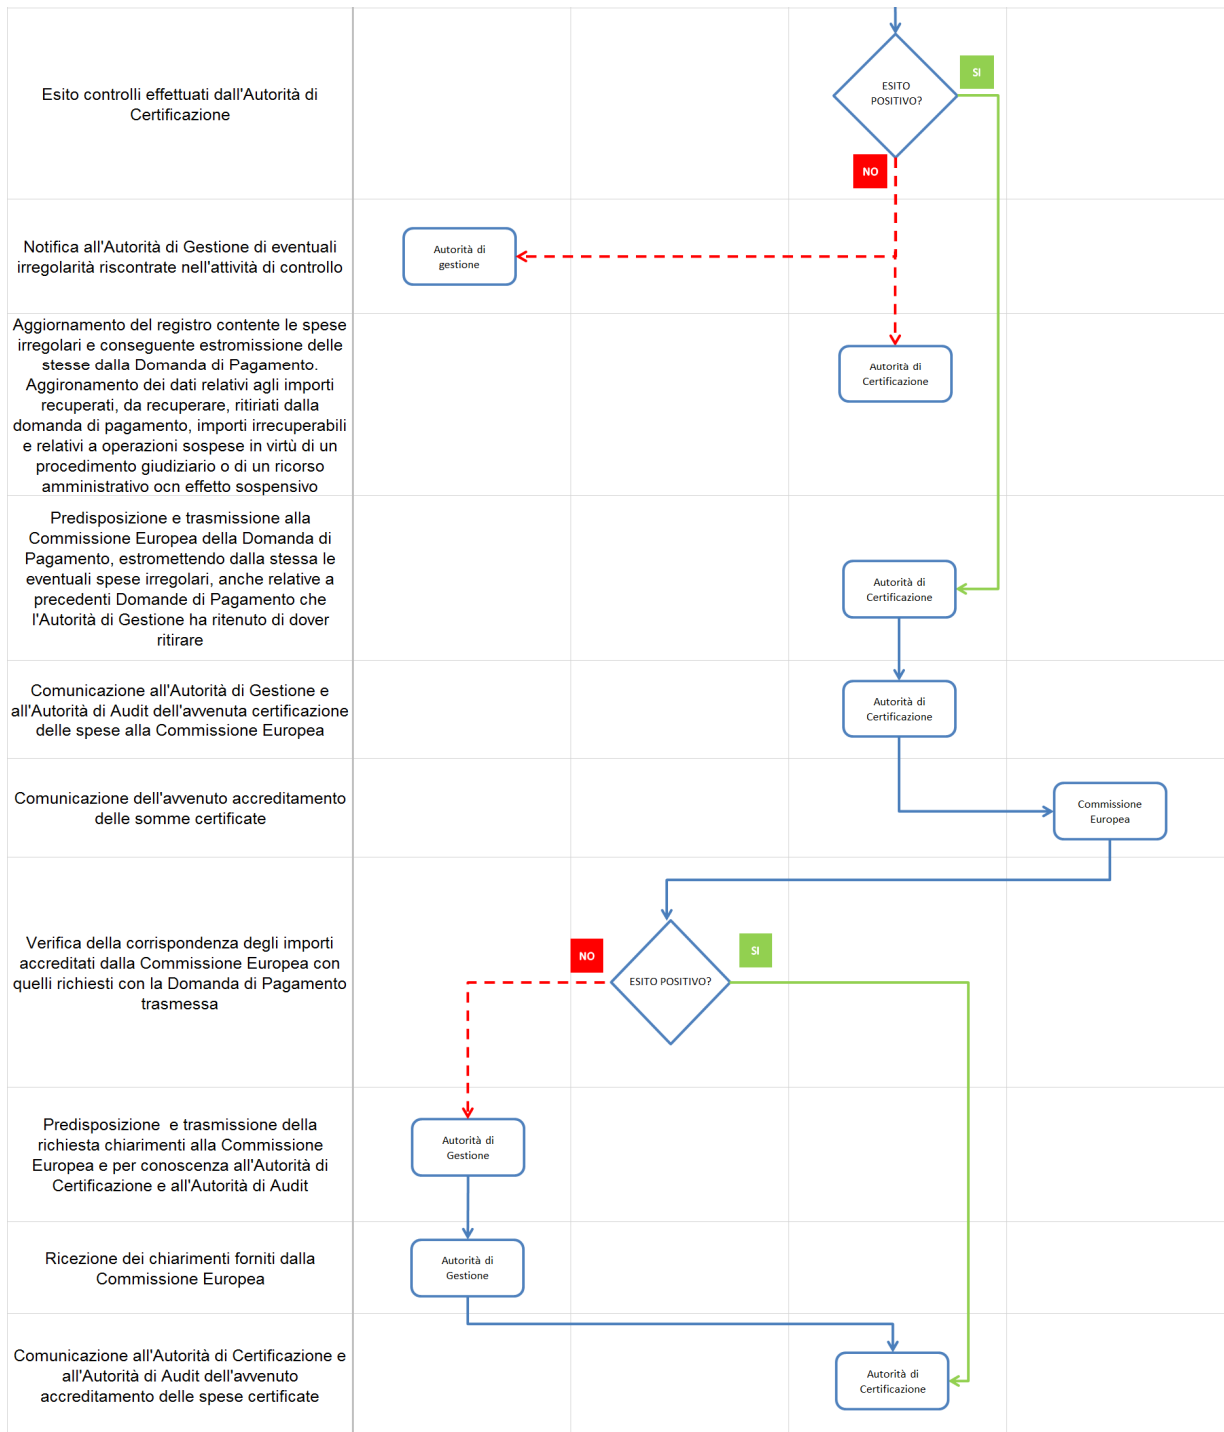 Esito controlli effettuati dall'Autorità di
Certificazione
ESITO
POSITIVO?
SI
NO
Notifica all'Autorità di Gestione di eventuali
irregolarità riscontrate nell'attività di controllo
Autorità di
gestione
Aggiornamento del registro contente le spese
irregolari e conseguente estromissione delle
stesse dalla Domanda di Pagamento.
Aggironamento dei dati relativi agli importi
recuperati, da recuperare, ritiriati dalla
domanda di pagamento, importi irrecuperabili
e relativi a operazioni sospese in virtù di un
procedimento giudiziario o di un ricorso
amministrativo ocn effetto sospensivo
Autorità di
Certificazione
Predisposizione e trasmissione alla
Commissione Europea della Domanda di
Pagamento, estromettendo dalla stessa le
eventuali spese irregolari, anche relative a
precedenti Domande di Pagamento che
l'Autorità di Gestione ha ritenuto di dover
ritirare
Autorità di
Certificazione
Comunicazione all'Autorità di Gestione e
all'Autorità di Audit dell'avvenuta certificazione
delle spese alla Commissione Europea
Autorità di
Certificazione
Comunicazione dell'avvenuto accreditamento
delle somme certificate
Commissione
Europea
Verifica della corrispondenza degli importi
accreditati dalla Commissione Europea con
quelli richiesti con la Domanda di Pagamento
trasmessa
NO
ESITO POSITIVO?
SI
Predisposizione  e trasmissione della
richiesta chiarimenti alla Commissione
Europea e per conoscenza all'Autorità di
Certificazione e all'Autorità di Audit
Autorità di
Gestione
Ricezione dei chiarimenti forniti dalla
Commissione Europea
Autorità di
Gestione
Comunicazione all'Autorità di Certificazione e
all'Autorità di Audit dell'avvenuto
accreditamento delle spese certificate
Autorità di
Certificazione